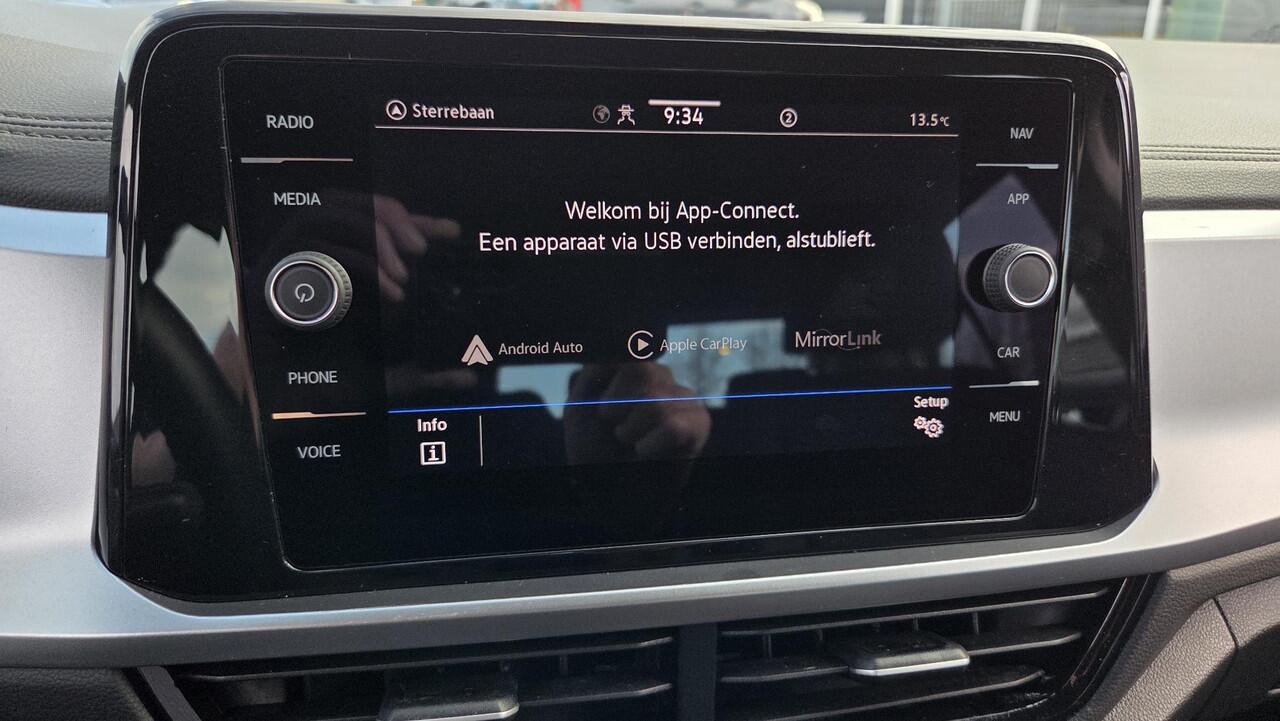 RADIO
MEDIA
PHONE
VOICE
Sterrebaan
9:34
2
13.5°C
Welkom bij App-Connect.
Een apparaat via USB verbinden, alstublieft.
Android Auto
Apple CarPlay
MirrorLink
Info
i
Setup
NAV
APP
CAR
MENU